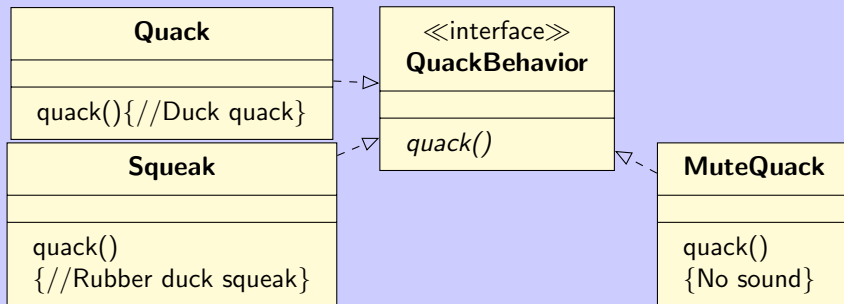 Quack
quack(){//Duck quack}
≪interface≫
QuackBehavior
quack()
Squeak
quack()
{//Rubber duck squeak}
MuteQuack
quack()
{No sound}